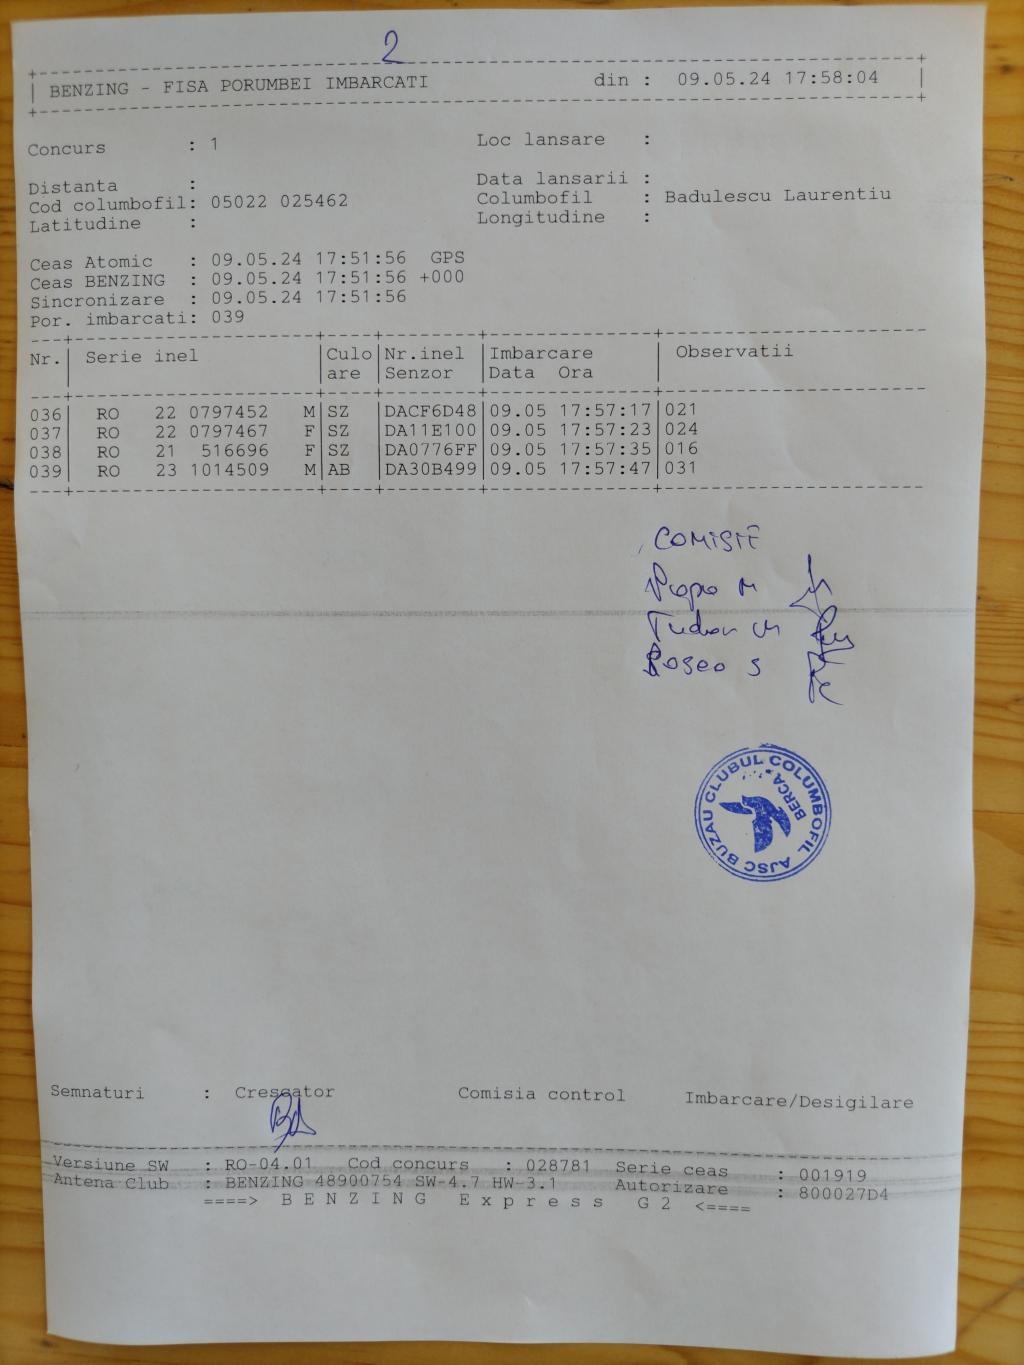 2
BENZING - FISA PORUMBEI IMBARCATI din : 09.05.24 17:58:04
Concurs : 1 Loc lansare :
Distanta : Data lansarii :
Cod columbofil: 05022 025462 Columbofil : Badulescu Laurentiu
Latitudine : Longitudine :
Ceas Atomic : 09.05.24 17:51:56 GPS
Ceas BENZING : 09.05.24 17:51:56 +000
Sincronizare : 09.05.24 17:51:56
Por. imbarcati: 039
Nr.| Serie inel |Culo|Nr.inel |Imbarcare | Observatii
| |are |Senzor |Data Ora |
036| RO 22 0797452 M|SZ |DACF6D48|09.05 17:57:17|021
037| RO 22 0797467 F|SZ |DA11E100|09.05 17:57:23|024
038| RO 21 516696 F|SZ |DA0776FF|09.05 17:57:35|016
039| RO 23 1014509 M|AB |DA30B499|09.05 17:57:47|031
COMISIE
Popa M
Tudor M
Bogeo S
AJSC BUZAU CLUBUL COLUMBOFIL
BERCA
Semnaturi : Crescator Comisia control Imbarcare/Desigilare
Versiune SW : RO-04.01 Cod concurs : 028781 Serie ceas : 001919
Antena Club : BENZING 48900754 SW-4.7 HW-3.1 Autorizare : 800027D4
====> B E N Z I N G E x p r e s s G 2 <====